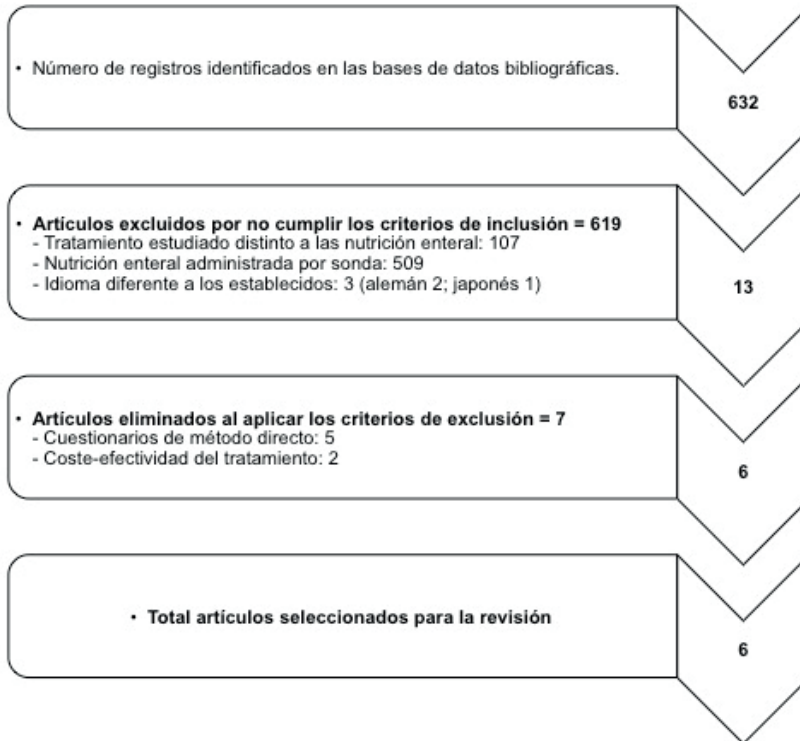 • Número de registros identificados en las bases de datos bibliográficas.
632
• Artículos excluidos por no cumplir los criterios de inclusión = 619
- Tratamiento estudiado distinto a las nutrición enteral: 107
- Nutrición enteral administrada por sonda: 509
- Idioma diferente a los establecidos: 3 (alemán 2; japonés 1)
13
• Artículos eliminados al aplicar los criterios de exclusión = 7
- Cuestionarios de método directo: 5
- Coste-efectividad del tratamiento: 2
6
• Total artículos seleccionados para la revisión
6